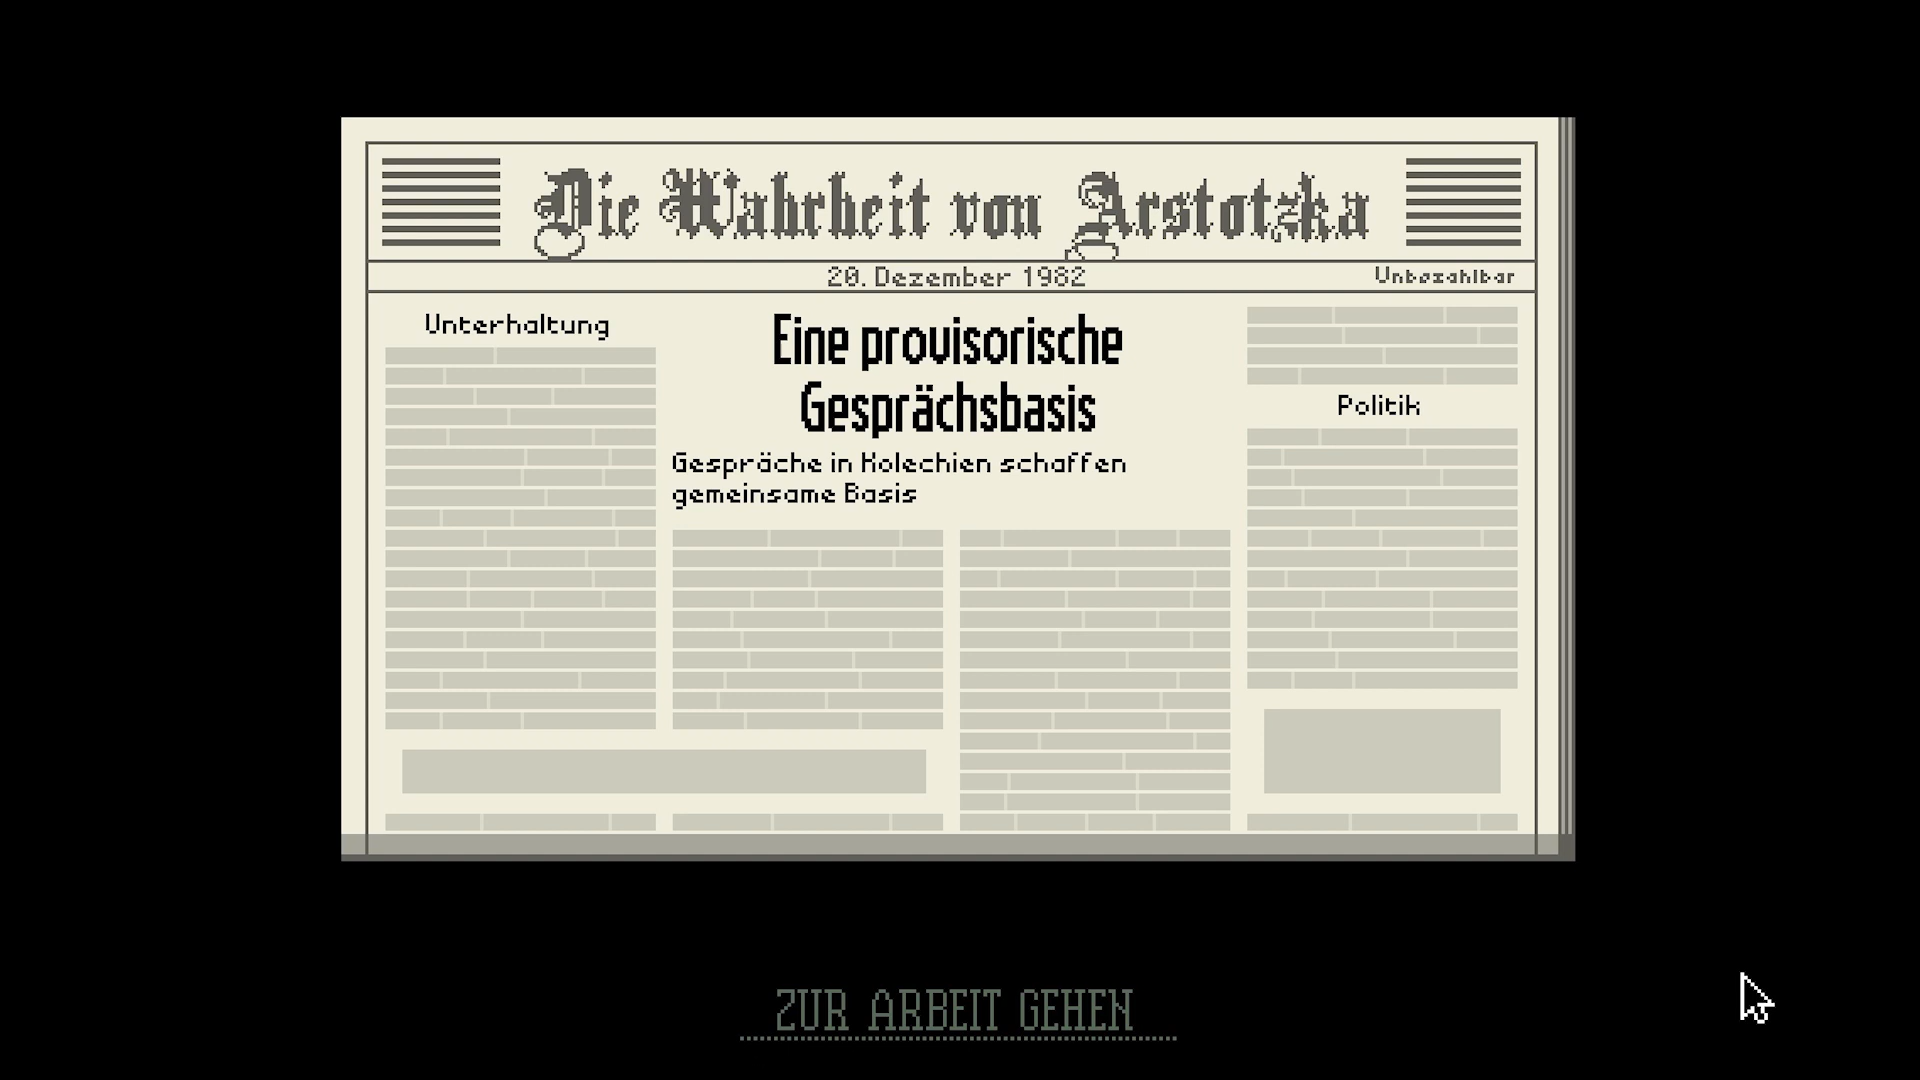 Die Wahrheit von Arstotzka
20. Dezember 1982
Unbezahlbar
Unterhaltung
Eine provisorische
Gesprächsbasis
Gespräche in Kolechien schaffen
gemeinsame Basis
Politik
ZUR ARBEIT GEHEN